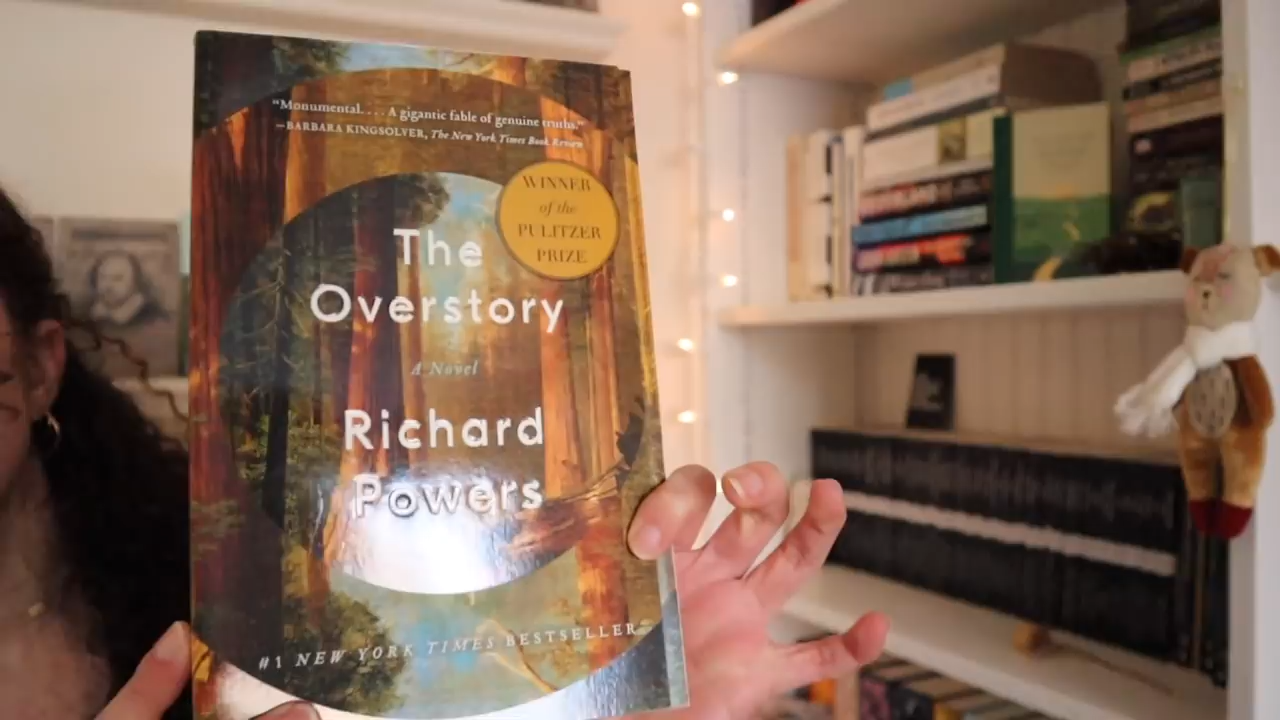 “Monumental. . . . A gigantic fable of genuine truths.”
—BARBARA KINGSOLVER, The New York Times Book Review
WINNER
of the
PULITZER
PRIZE
The
Overstory
A Novel
Richard
Powers
#1 NEW YORK TIMES BESTSELLER